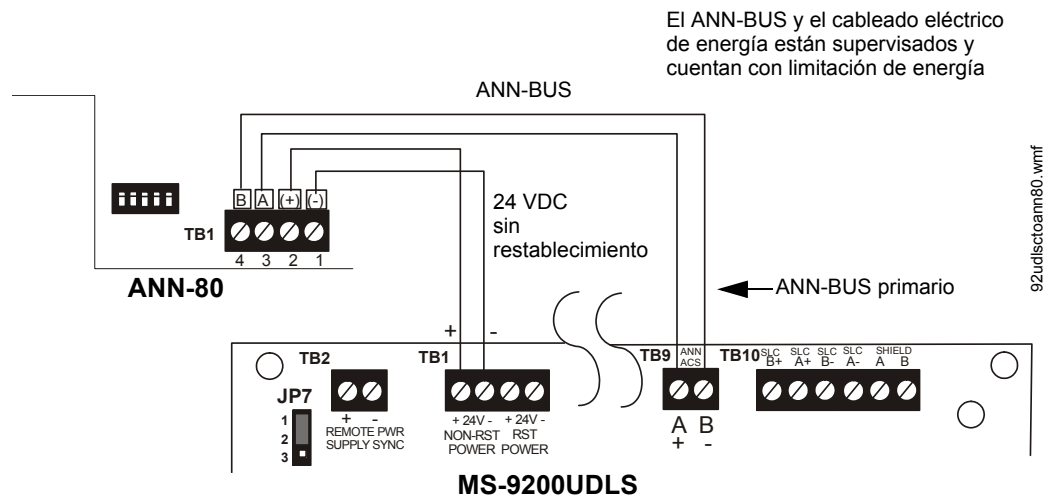 El ANN-BUS y el cableado eléctrico
de energía están supervisados y
cuentan con limitación de energía
ANN-BUS
92udlsctoann80.wmf
B A (+) (-)
TB1
4 3 2 1
ANN-80
24 VDC
sin
restablecimiento
ANN-BUS primario
+ -
TB2
TB1
TB9
ANN
ACS
TB10
SLC SLC SLC SLC SHIELD
B+ A+ B- A- A B
JP7
1
2
3
+ -
REMOTE PWR
SUPPLY SYNC
+ 24V - + 24V -
NON-RST RST
POWER POWER
A B
+ -
MS-9200UDLS